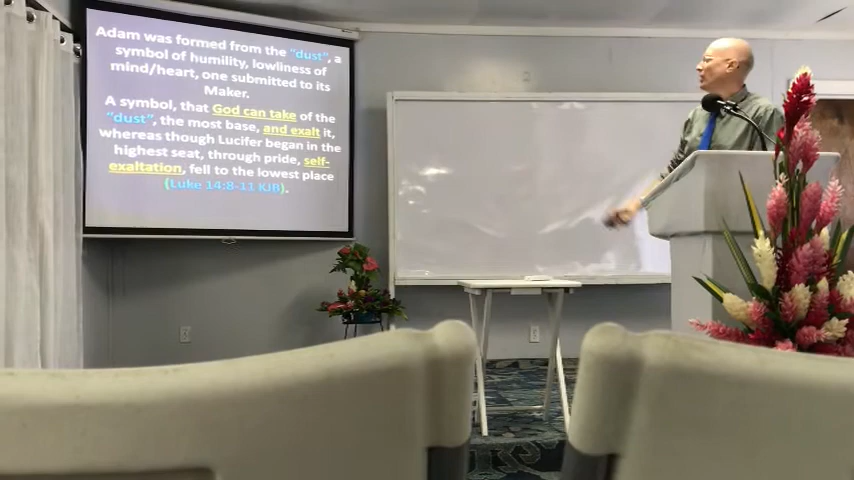 Adam was formed from the "dust", a
symbol of humility, lowliness of
mind/heart, one submitted to its
Maker.
A symbol, that God can take of the
"dust", the most base, and exalt it,
whereas though Lucifer began in the
highest seat, through pride, self-
exaltation, fell to the lowest place
(Luke 14:8-11 KJB).